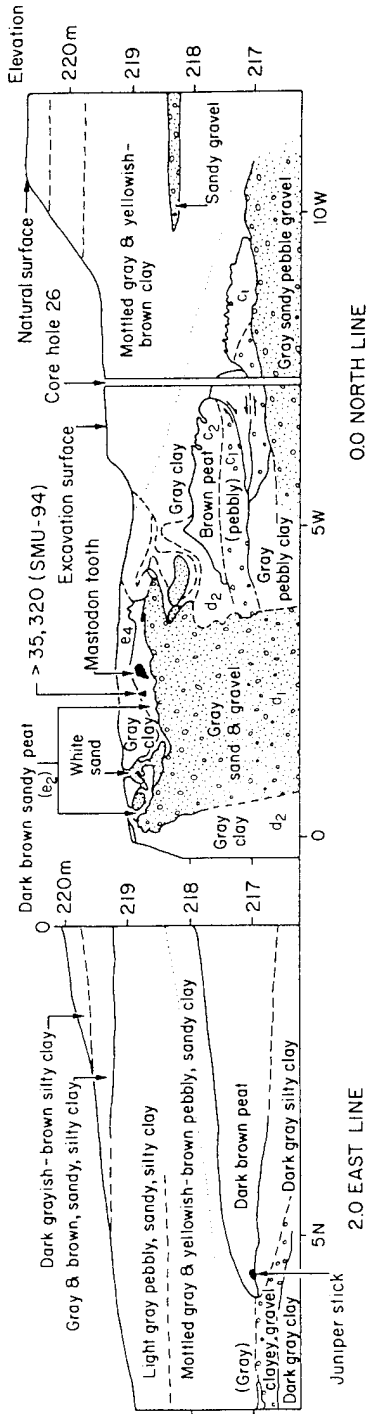 Elevation
220 m
219
218
217
Natural surface
Core hole 26
Excavation surface
> 35,320 (SMU-94)
Mastodon tooth
Dark brown sandy peat
(e2)
White
sand
Gray
clay
e4
Mottled gray & yellowish-
brown clay
Sandy gravel
Gray clay
c2
Brown peat
(pebbly)
c1
c1
Gray sandy pebble gravel
Gray
pebbly clay
d2
Gray
sand & gravel
d1
Gray
clay
d2
0
5W
10W
0.0 NORTH LINE
0
220m
219
218
217
Dark grayish-brown silty clay
Gray & brown, sandy, silty clay
Light gray pebbly, sandy, silty clay
Mottled gray & yellowish-brown pebbly, sandy clay
Dark brown peat
Dark gray silty clay
(Gray)
clayey gravel
Dark gray clay
5N
Juniper stick
2.0 EAST LINE